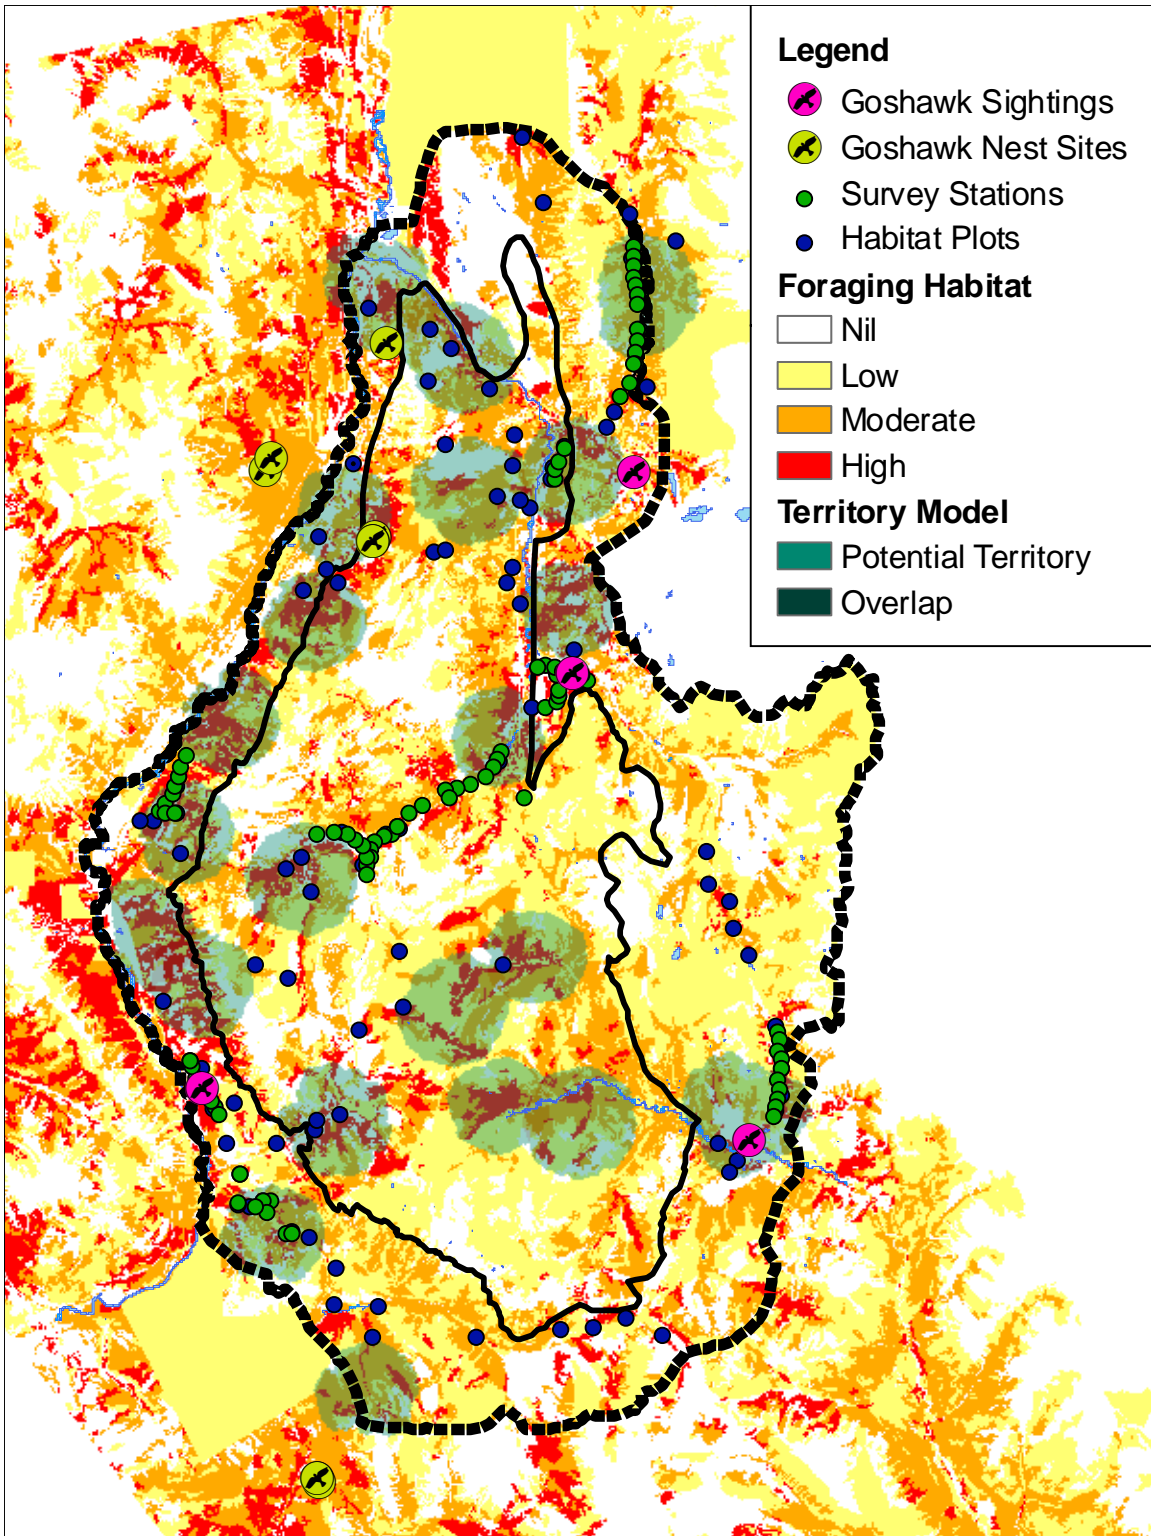 Legend
Goshawk Sightings
Goshawk Nest Sites
Survey Stations
Habitat Plots
Foraging Habitat
Nil
Low
Moderate
High
Territory Model
Potential Territory
Overlap